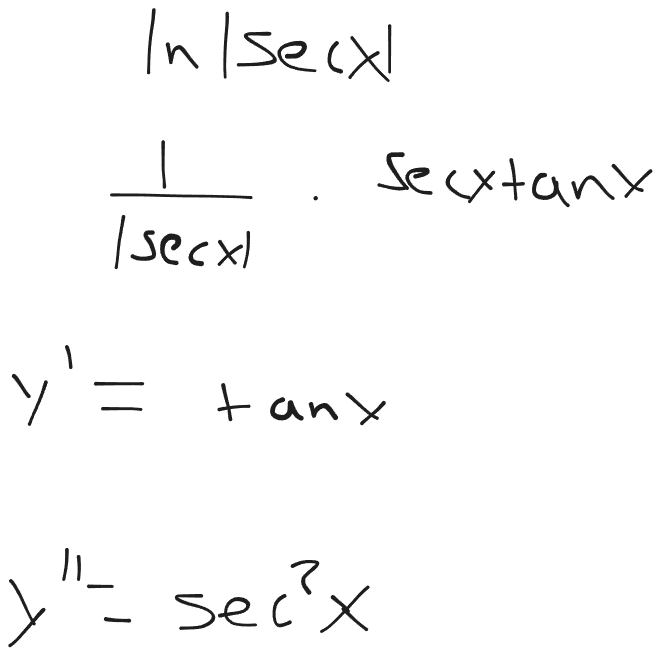 ln |secx|
1/|secx| · secxtanx
y' = tanx
y'' = sec²x